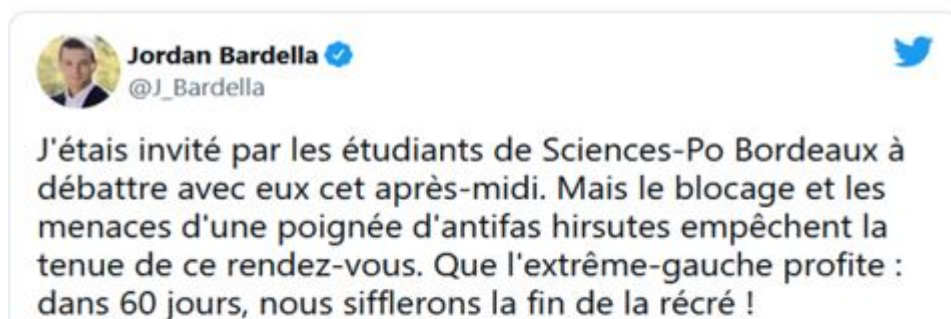 Jordan Bardella
@J_Bardella
J'étais invité par les étudiants de Sciences-Po Bordeaux à
débattre avec eux cet après-midi. Mais le blocage et les
menaces d'une poignée d'antifas hirsutes empêchent la
tenue de ce rendez-vous. Que l'extrême-gauche profite :
dans 60 jours, nous sifflerons la fin de la récré !